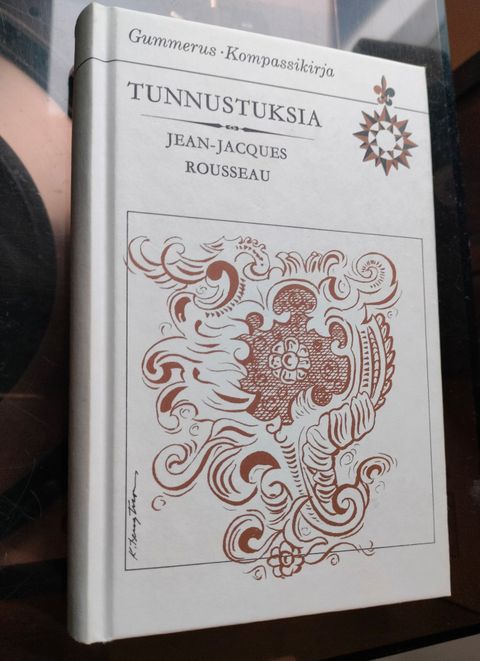 Gummerus · Kompassikirja
TUNNUSTUKSIA
JEAN-JACQUES
ROUSSEAU